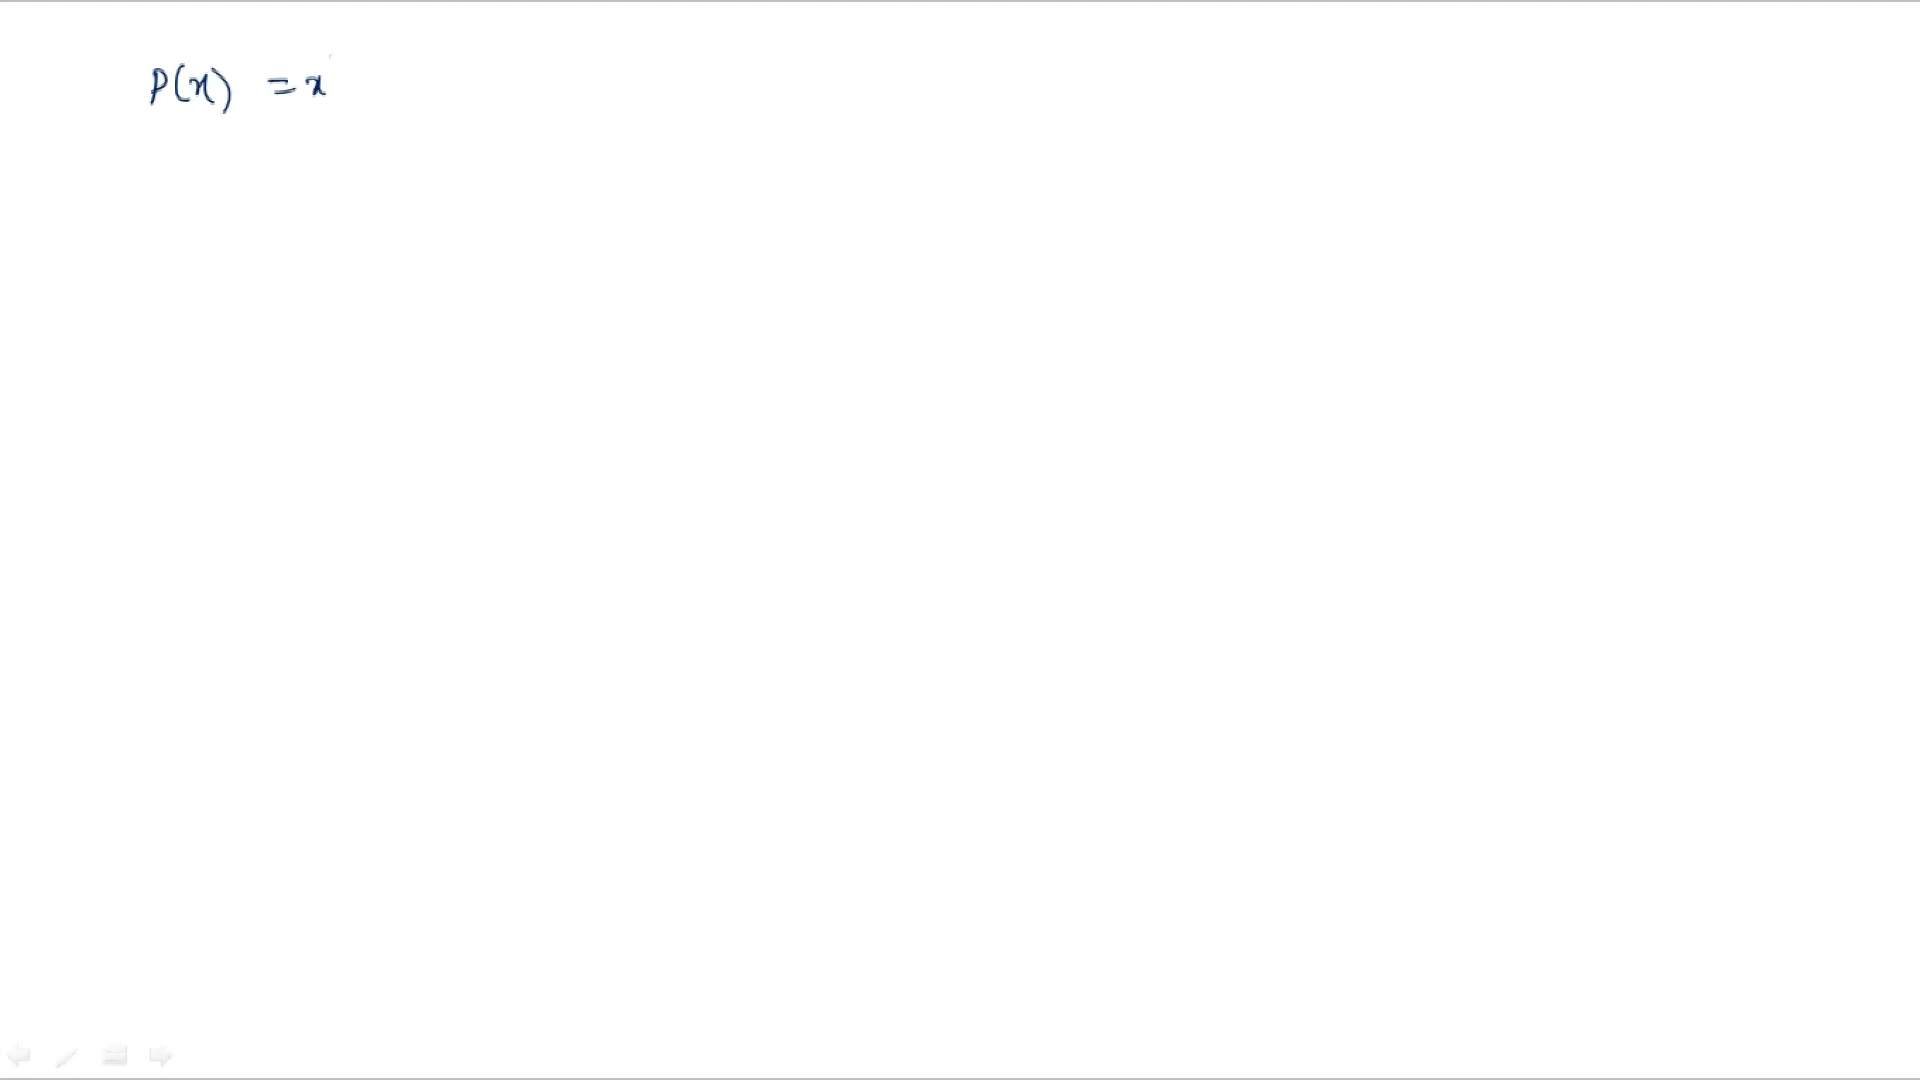 P(x) = x